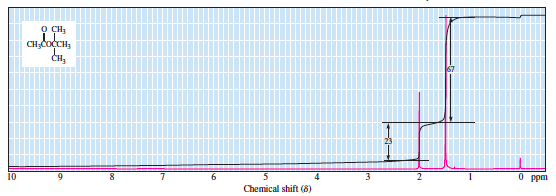 O CH₃
CH₃COCCH₃
CH₃
67
23
10 9 8 7 6 5 4 3 2 1 0 ppm
Chemical shift (δ)